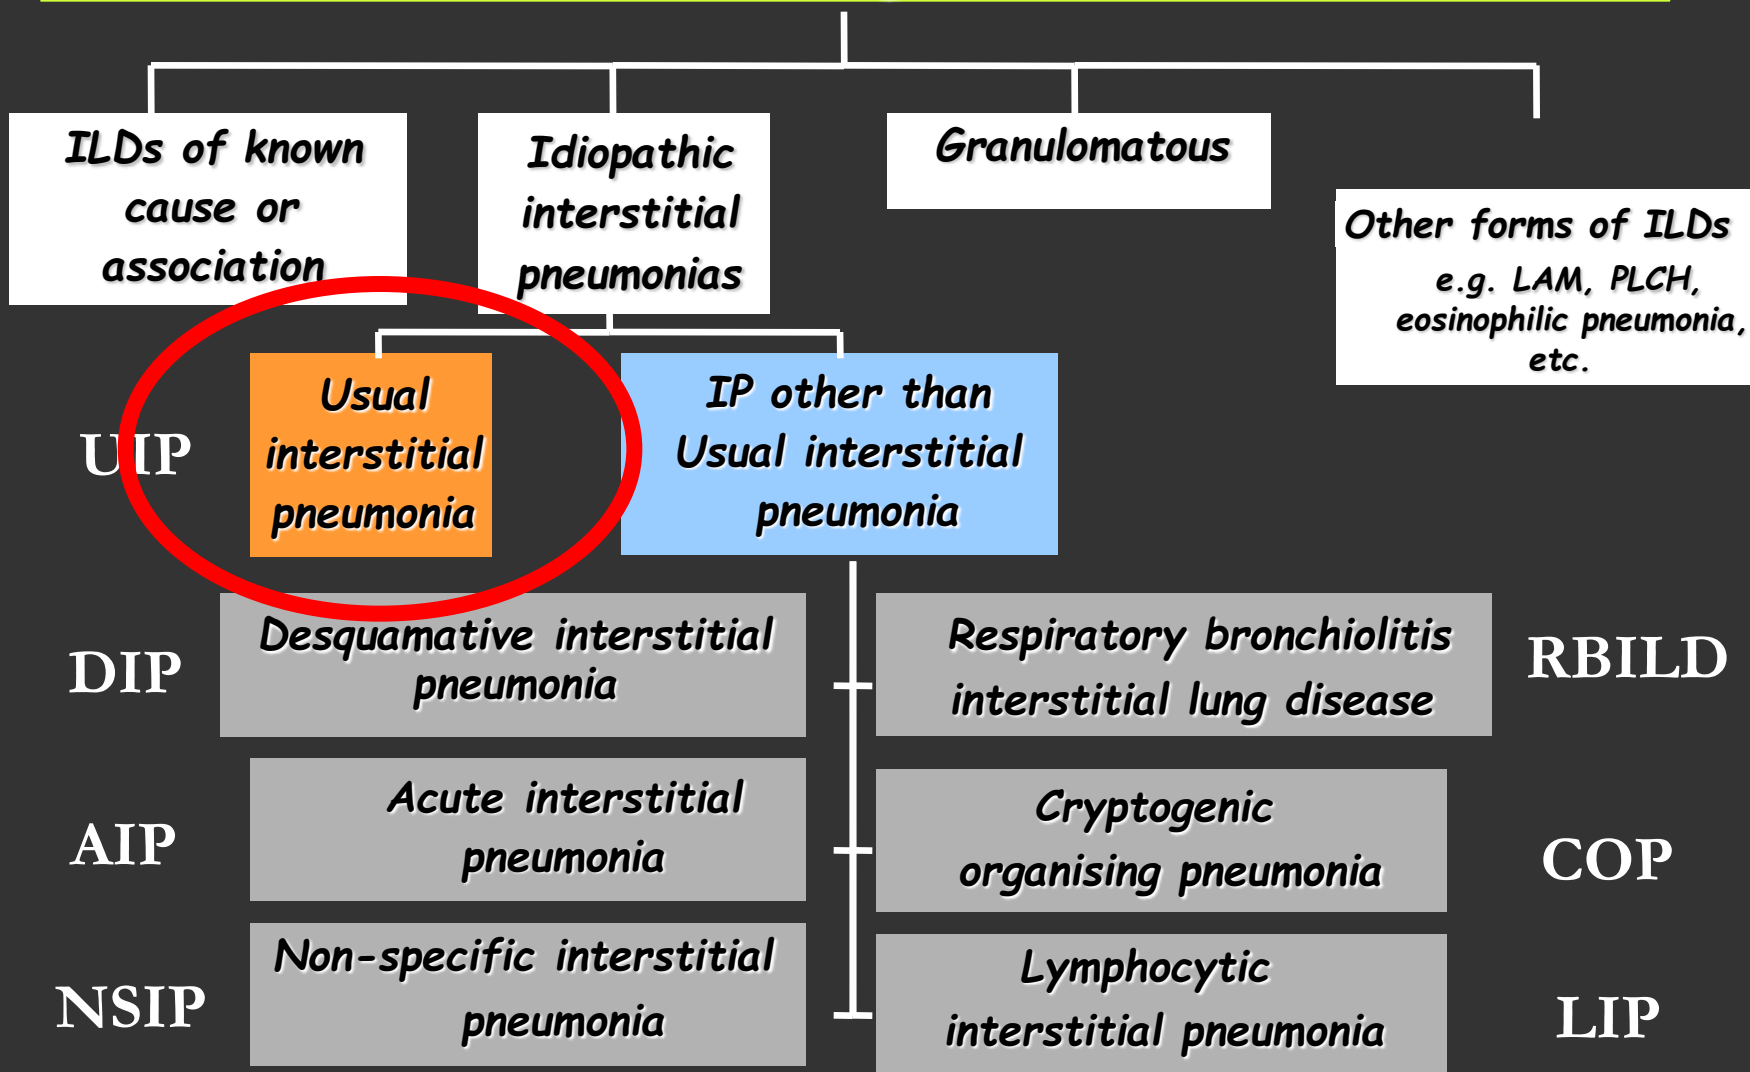 ILDs of known
cause or
association
Idiopathic
interstitial
pneumonias
Granulomatous
Other forms of ILDs
e.g. LAM, PLCH,
eosinophilic pneumonia,
etc.
UIP
Usual
interstitial
pneumonia
IP other than
Usual interstitial
pneumonia
DIP
Desquamative interstitial
pneumonia
Respiratory bronchiolitis
interstitial lung disease
RBILD
AIP
Acute interstitial
pneumonia
Cryptogenic
organising pneumonia
COP
NSIP
Non-specific interstitial
pneumonia
Lymphocytic
interstitial pneumonia
LIP